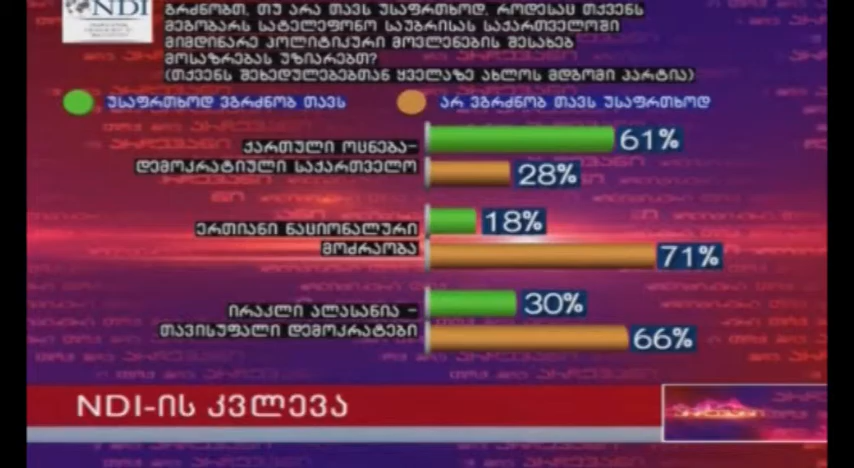 NDI
გრძნობთ, თუ არა თავს უსაფრთხოდ, როდესაც თქვენს
მეგობარს სატელეფონო საუბრისას საქართველოში
მიმდინარე პოლიტიკური მოვლენების შესახებ
მოსაზრებას უზიარებთ?
(თქვენს შეხედულებებთან ყველაზე ახლოს მდგომი პარტია)
უსაფრთხოდ ვგრძნობ თავს
არ ვგრძნობ თავს უსაფრთხოდ
ქართული ოცნება–
დემოკრატიული საქართველო
61%
28%
ერთიანი ნაციონალური
მოძრაობა
18%
71%
ირაკლი ალასანია –
თავისუფალი დემოკრატები
30%
66%
NDI-ის კვლევა